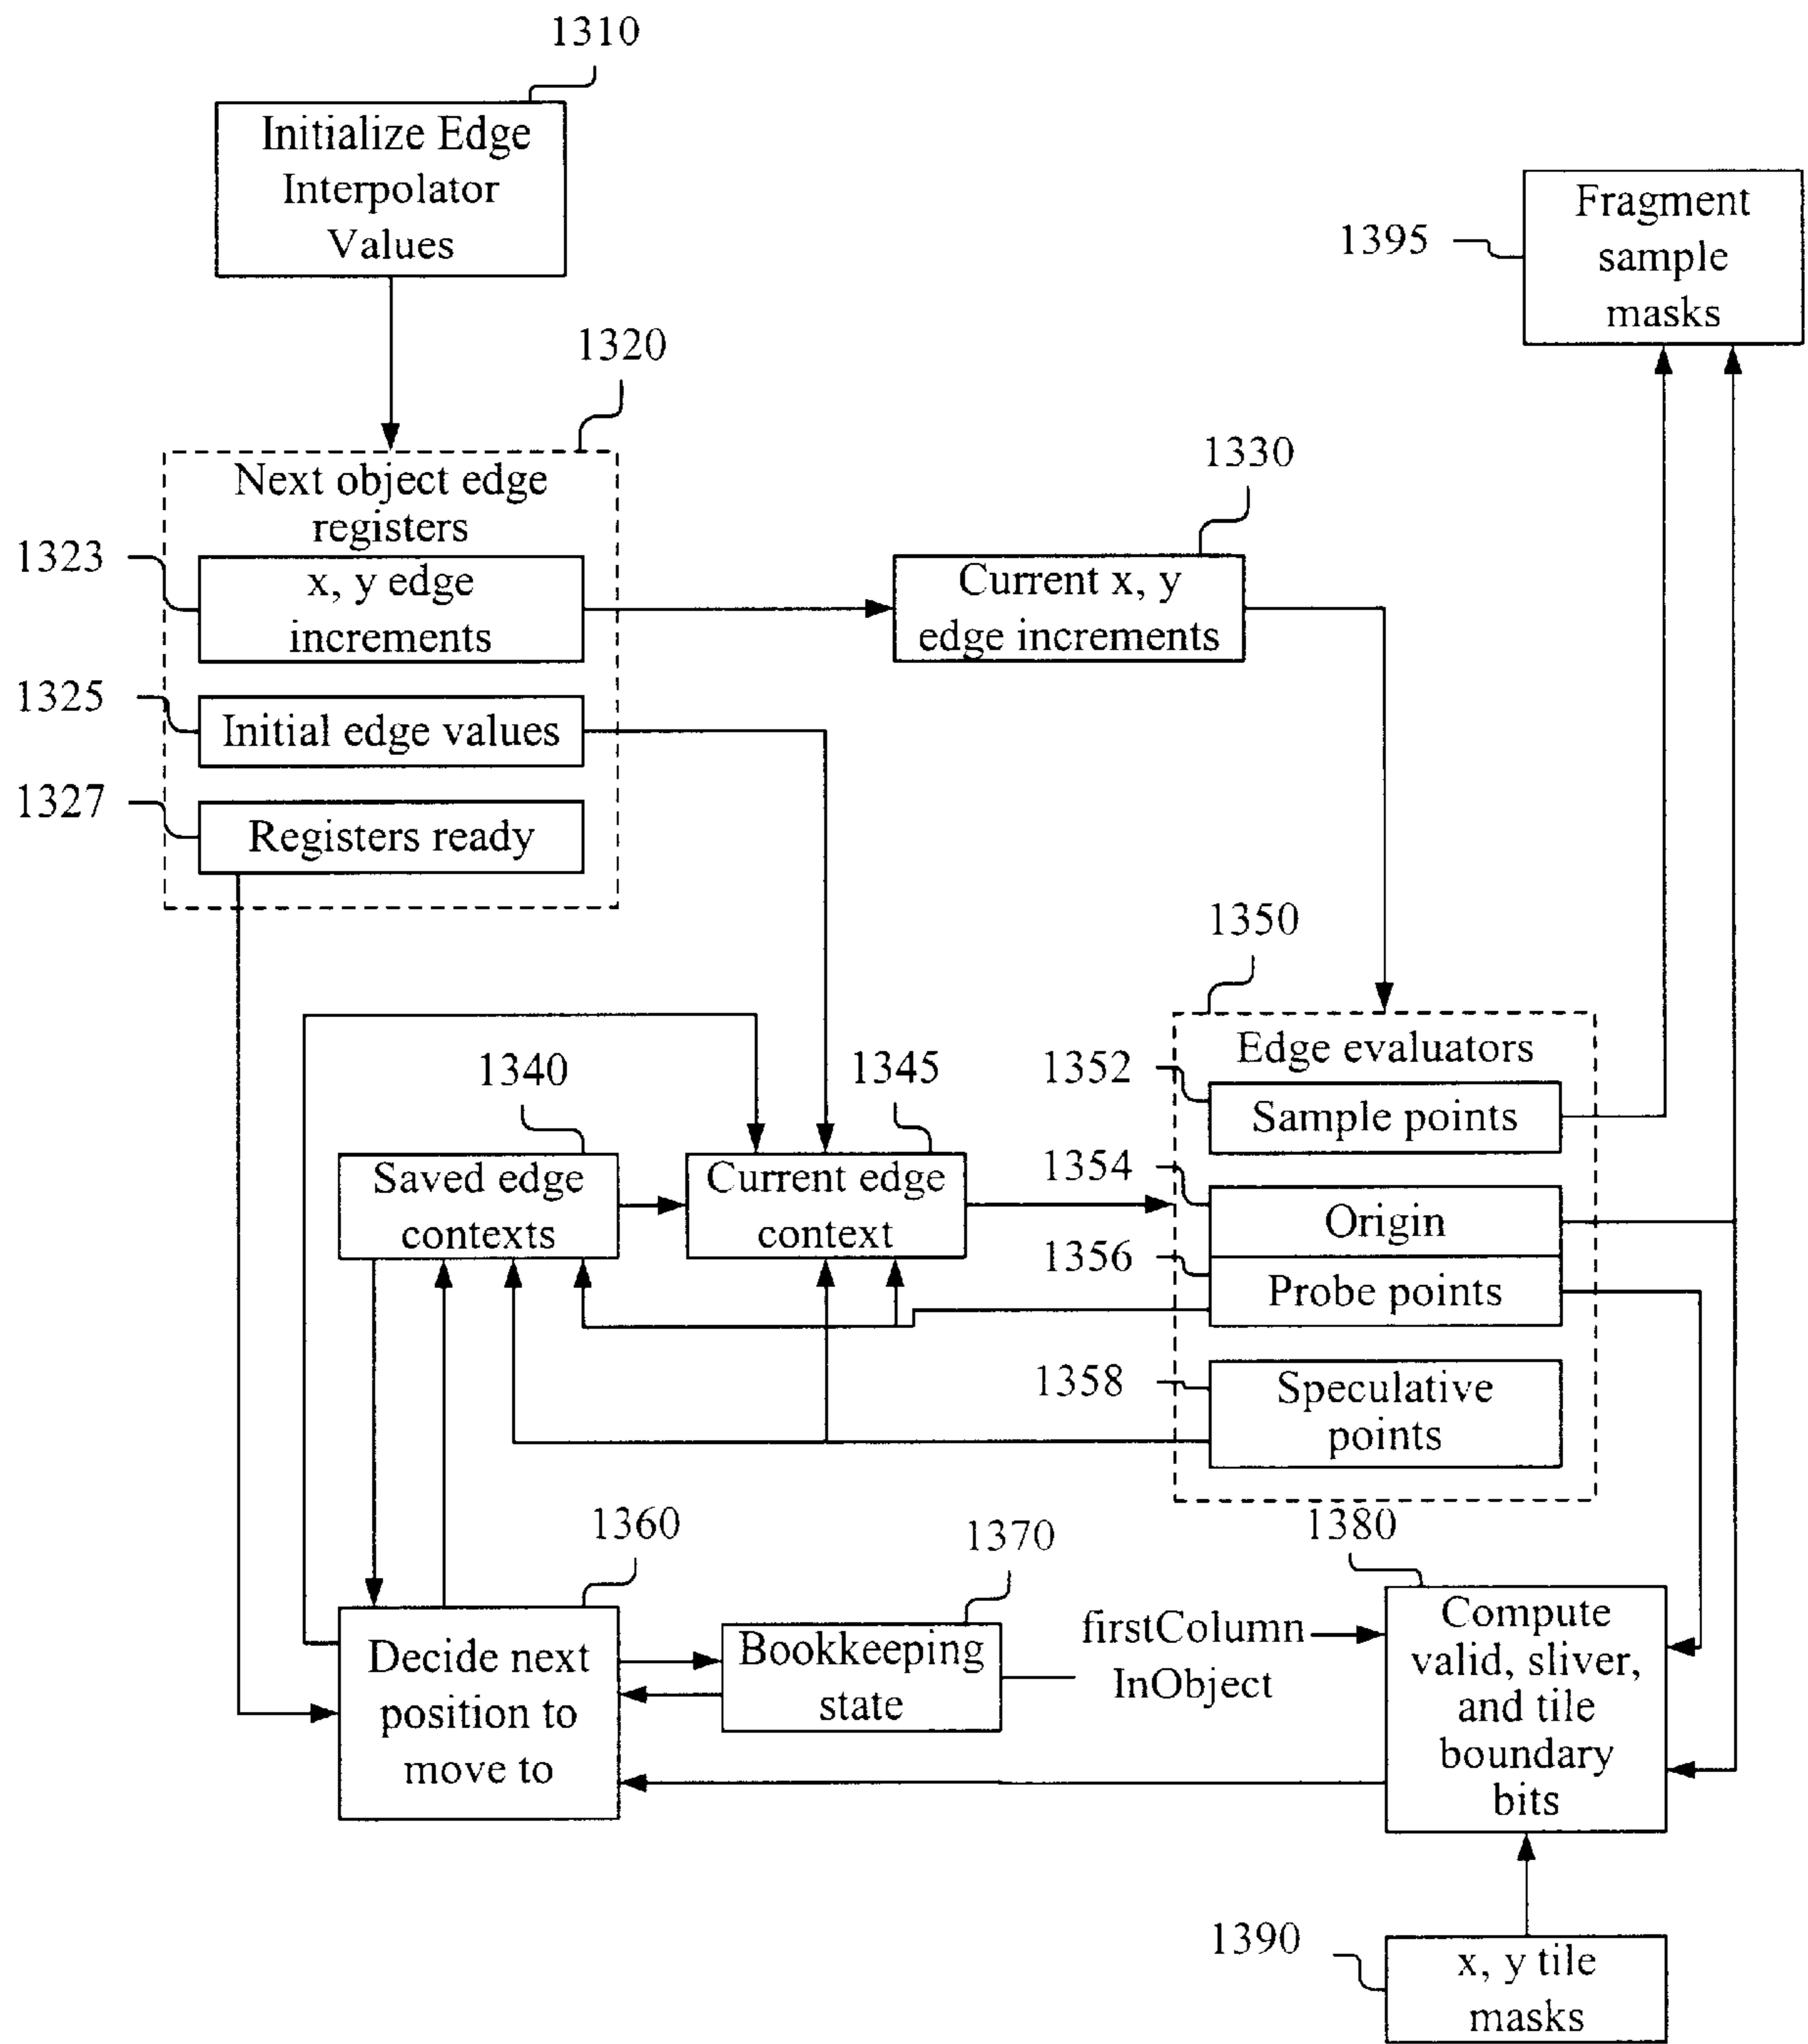 1310
Initialize Edge
Interpolator
Values
Fragment
sample
masks
1395
1320
Next object edge
registers
1323
x, y edge
increments
1330
Current x, y
edge increments
1325
Initial edge values
1327
Registers ready
1350
Edge evaluators
1352
Sample points
1340
Saved edge
contexts
1345
Current edge
context
1354
Origin
1356
Probe points
1358
Speculative
points
1360
Decide next
position to
move to
1370
Bookkeeping
state
firstColumn
InObject
1380
Compute
valid, sliver,
and tile
boundary
bits
1390
x, y tile
masks